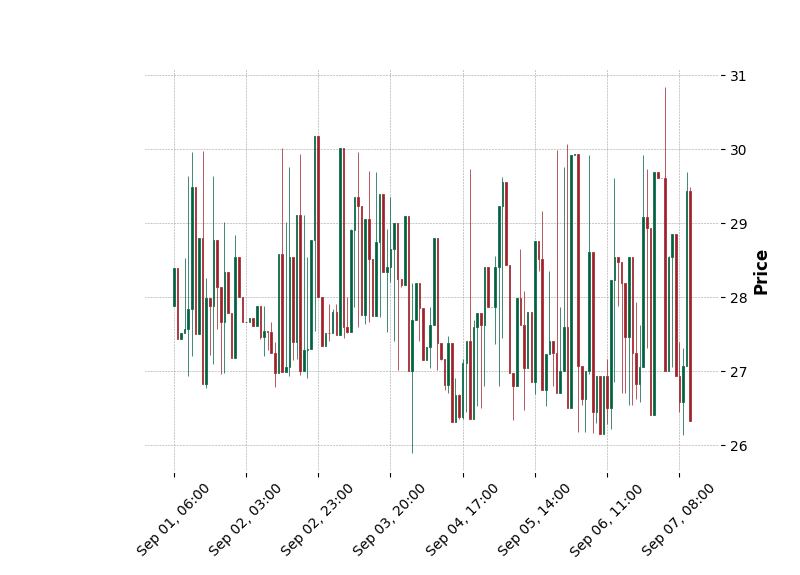 31
30
29
28
27
26
Price
Sep 01, 06:00
Sep 02, 03:00
Sep 02, 23:00
Sep 03, 20:00
Sep 04, 17:00
Sep 05, 14:00
Sep 06, 11:00
Sep 07, 08:00